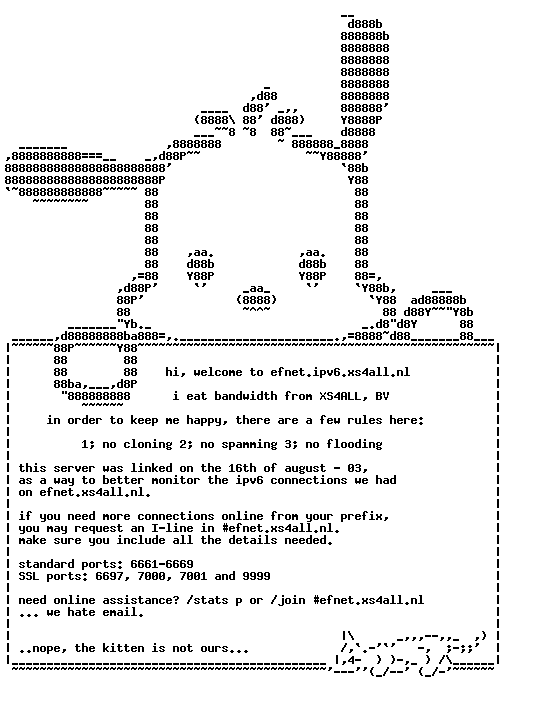 hi, welcome to efnet.ipv6.xs4all.nl
i eat bandwidth from XS4ALL, BV
in order to keep me happy, there are a few rules here:
1; no cloning 2; no spamming 3; no flooding
this server was linked on the 16th of august - 03,
as a way to better monitor the ipv6 connections we had
on efnet.xs4all.nl.
if you need more connections online from your prefix,
you may request an I-line in #efnet.xs4all.nl.
make sure you include all the details needed.
standard ports: 6661-6669
SSL ports: 6697, 7000, 7001 and 9999
need online assistance? /stats p or /join #efnet.xs4all.nl
... we hate email.
..nope, the kitten is not ours...